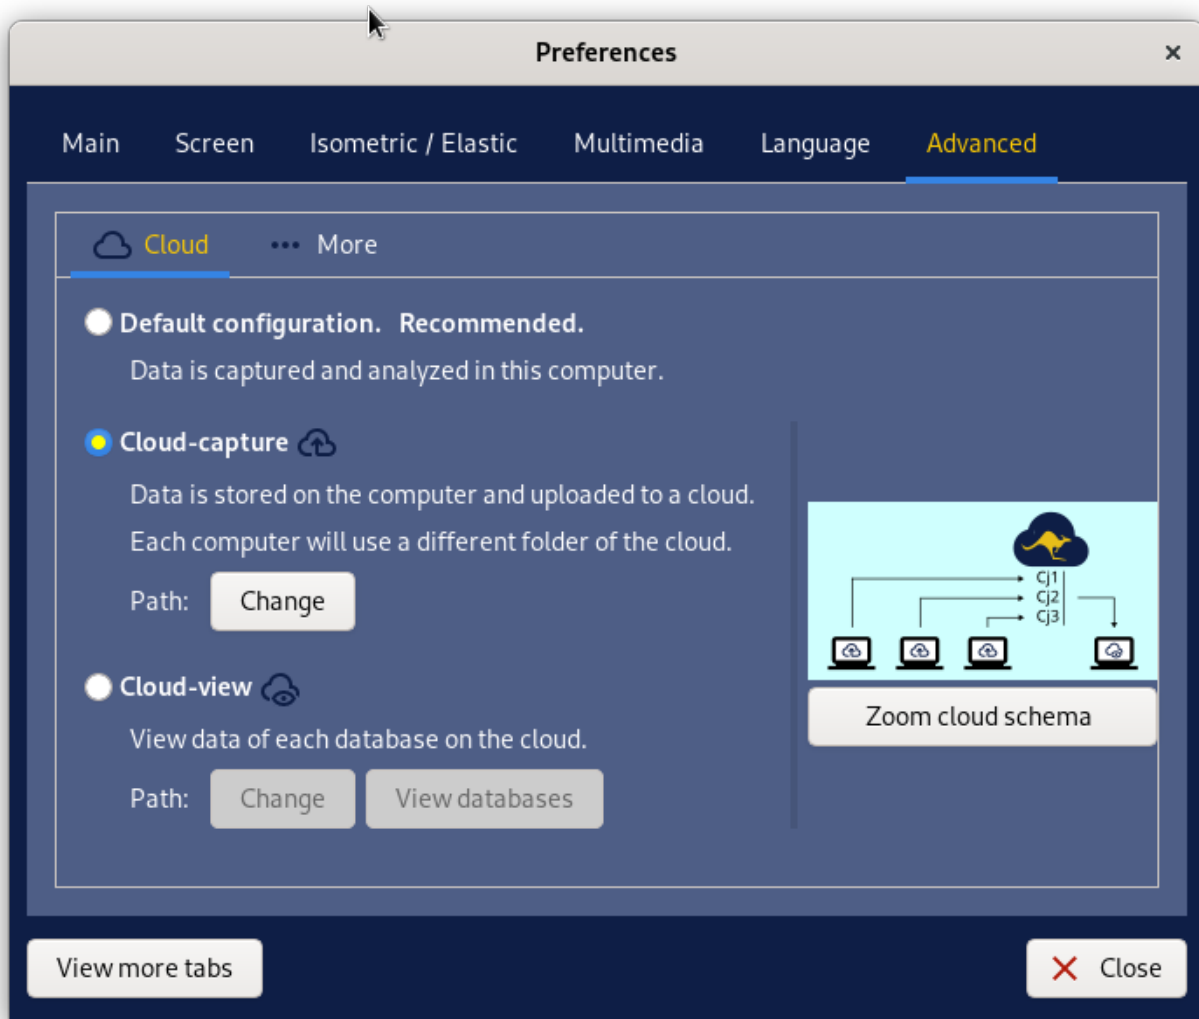 Preferences
Main Screen Isometric / Elastic Multimedia Language Advanced
Cloud More
Default configuration. Recommended.
Data is captured and analyzed in this computer.
Cloud-capture
Data is stored on the computer and uploaded to a cloud.
Each computer will use a different folder of the cloud.
Path: Change
Cj1
Cj2
Cj3
Cloud-view
Zoom cloud schema
View data of each database on the cloud.
Path: Change View databases
View more tabs Close